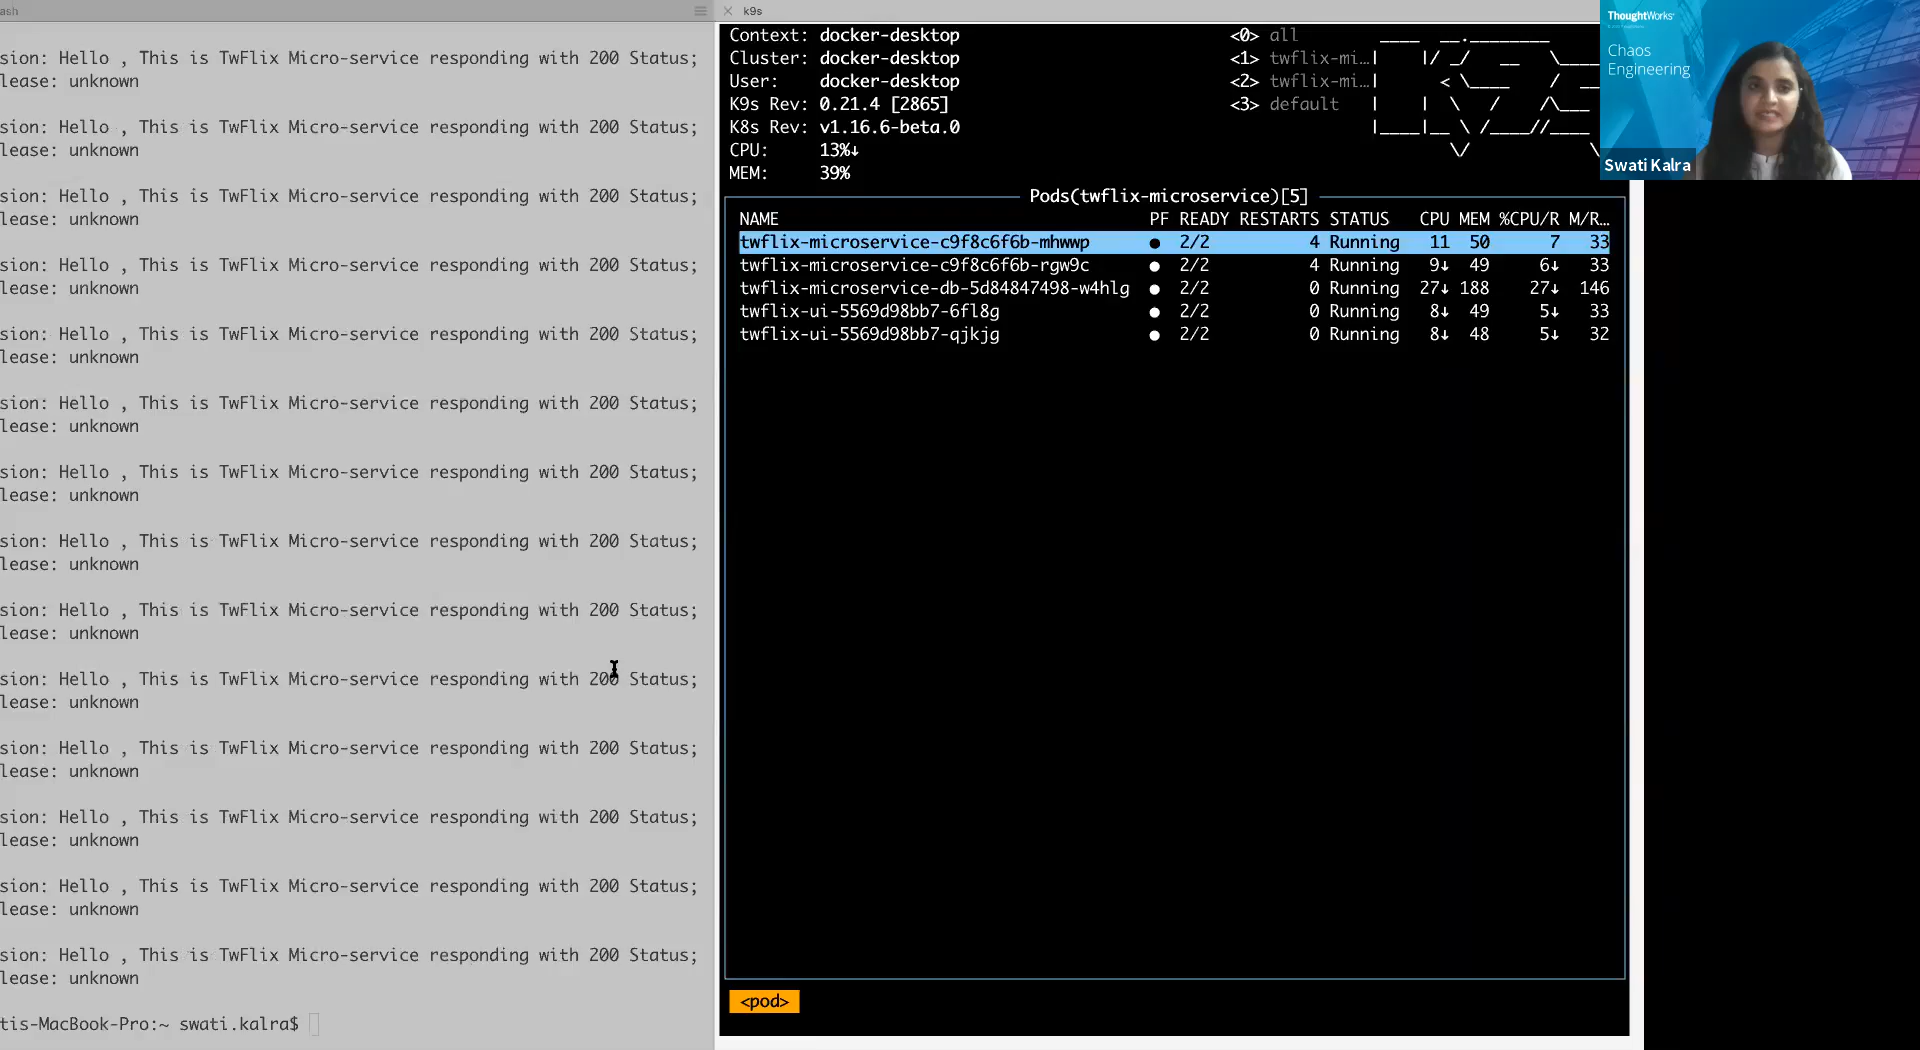 ash
sion: Hello , This is TwFlix Micro-service responding with 200 Status;
lease: unknown
sion: Hello , This is TwFlix Micro-service responding with 200 Status;
lease: unknown
sion: Hello , This is TwFlix Micro-service responding with 200 Status;
lease: unknown
sion: Hello , This is TwFlix Micro-service responding with 200 Status;
lease: unknown
sion: Hello , This is TwFlix Micro-service responding with 200 Status;
lease: unknown
sion: Hello , This is TwFlix Micro-service responding with 200 Status;
lease: unknown
sion: Hello , This is TwFlix Micro-service responding with 200 Status;
lease: unknown
sion: Hello , This is TwFlix Micro-service responding with 200 Status;
lease: unknown
sion: Hello , This is TwFlix Micro-service responding with 200 Status;
lease: unknown
sion: Hello , This is TwFlix Micro-service responding with 200 Status;
lease: unknown
sion: Hello , This is TwFlix Micro-service responding with 200 Status;
lease: unknown
sion: Hello , This is TwFlix Micro-service responding with 200 Status;
lease: unknown
sion: Hello , This is TwFlix Micro-service responding with 200 Status;
lease: unknown
sion: Hello , This is TwFlix Micro-service responding with 200 Status;
lease: unknown
tis-MacBook-Pro:~ swati.kalra$
k9s
Context: docker-desktop <0> all
Cluster: docker-desktop <1> twflix-mi…
User: docker-desktop <2> twflix-mi…
K9s Rev: 0.21.4 [2865] <3> default
K8s Rev: v1.16.6-beta.0
CPU: 13%↓
MEM: 39%
Pods(twflix-microservice)[5]
NAME PF READY RESTARTS STATUS CPU MEM %CPU/R M/R…
twflix-microservice-c9f8c6f6b-mhwwp ● 2/2 4 Running 11 50 7 33
twflix-microservice-c9f8c6f6b-rgw9c ● 2/2 4 Running 9↓ 49 6↓ 33
twflix-microservice-db-5d84847498-w4hlg ● 2/2 0 Running 27↓ 188 27↓ 146
twflix-ui-5569d98bb7-6fl8g ● 2/2 0 Running 8↓ 49 5↓ 33
twflix-ui-5569d98bb7-qjkjg ● 2/2 0 Running 8↓ 48 5↓ 32
<pod>
ThoughtWorks
Chaos
Engineering
Swati Kalra